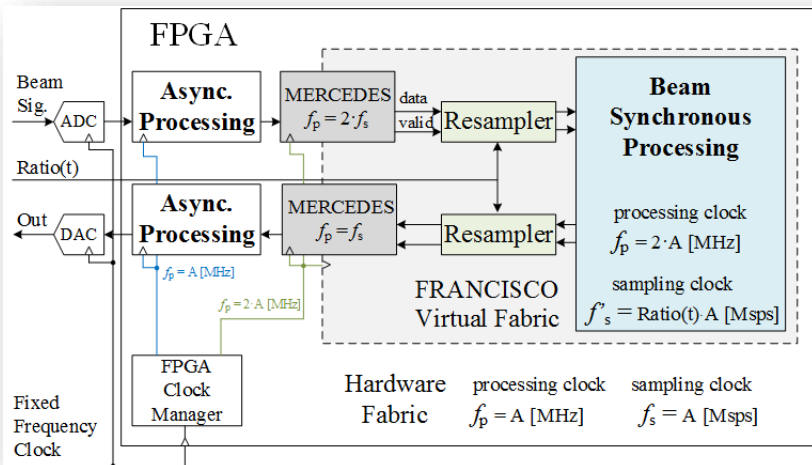 FPGA
Beam
Sig.
ADC
Async.
Processing
MERCEDES
fp = 2·fs
data
valid
Resampler
Beam
Synchronous
Processing
Ratio(t)
Out
DAC
Async.
Processing
MERCEDES
fp = fs
Resampler
processing clock
fp = 2·A [MHz]
sampling clock
f's = Ratio(t)·A [Msps]
fp = A [MHz]
fp = 2·A [MHz]
FRANCISCO
Virtual Fabric
FPGA
Clock
Manager
Fixed
Frequency
Clock
Hardware
Fabric
processing clock
fp = A [MHz]
sampling clock
fs = A [Msps]